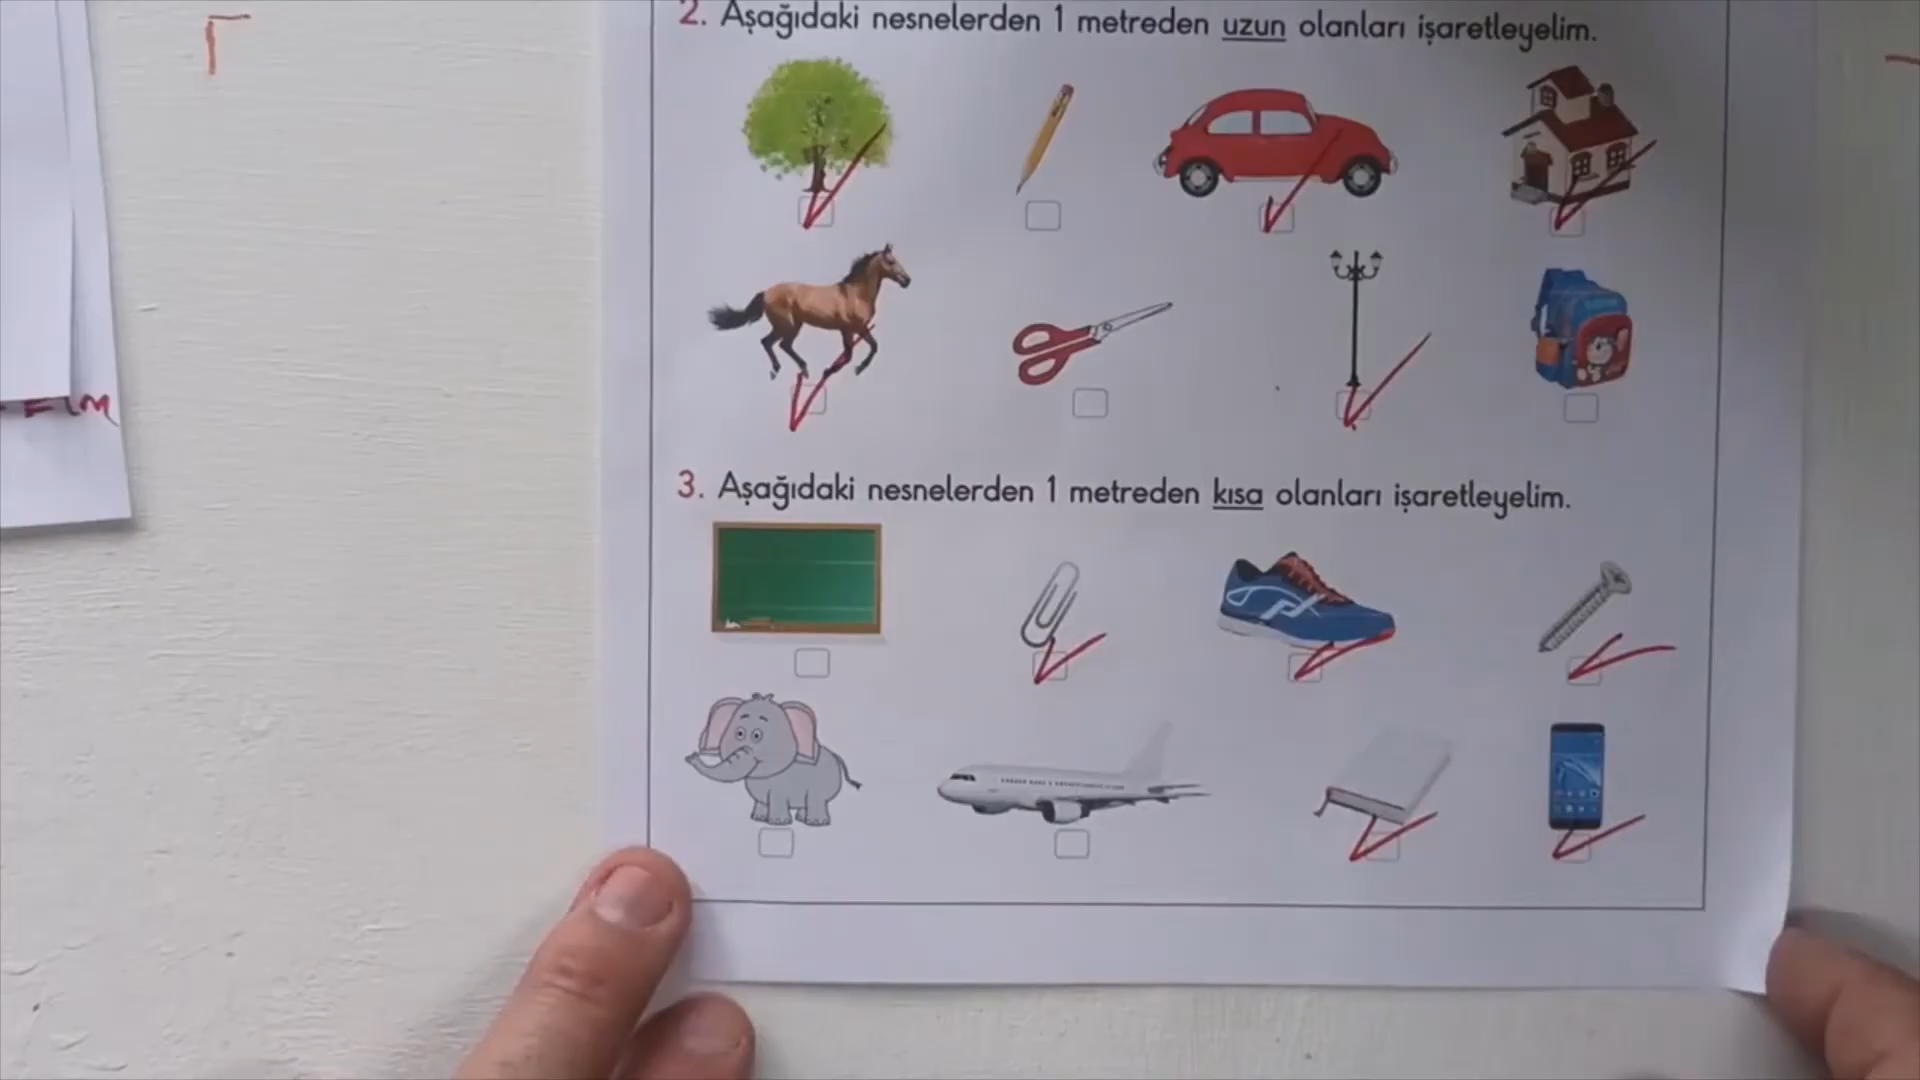 2. Aşağıdaki nesnelerden 1 metreden uzun olanları işaretleyelim.
3. Aşağıdaki nesnelerden 1 metreden kısa olanları işaretleyelim.